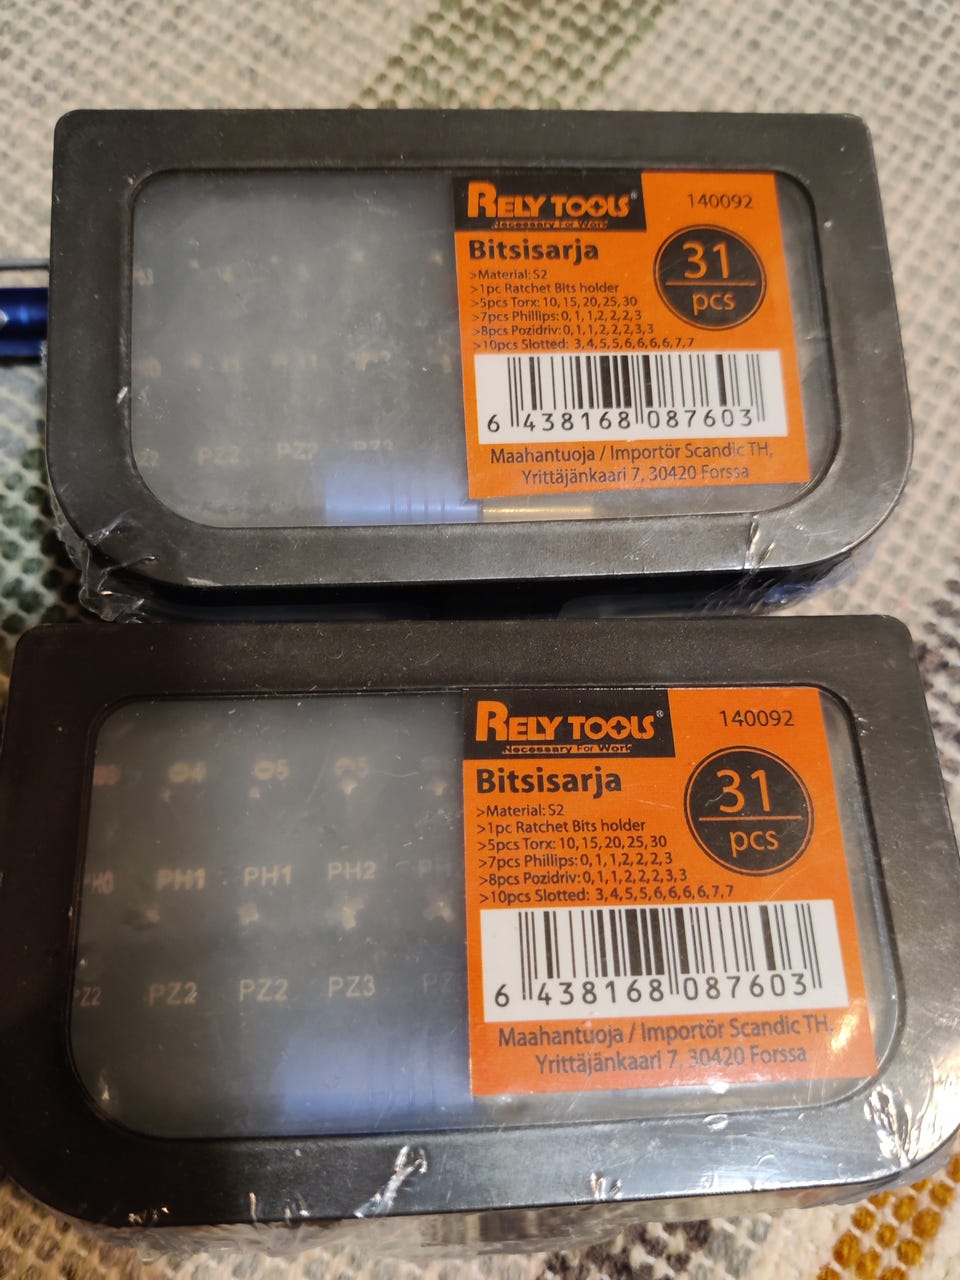 RELY TOOLS®
Necessary For Work
140092
Bitsisarja
31
pcs
>Material: S2
>1pc Ratchet Bits holder
>5pcs Torx: 10, 15, 20, 25, 30
>7pcs Phillips: 0, 1, 1, 2, 2, 2, 3
>8pcs Pozidriv: 0, 1, 1, 2, 2, 2, 3, 3
>10pcs Slotted: 3, 4, 5, 5, 6, 6, 6, 6, 7, 7
6 438168 087603
Maahantuoja / Importör Scandic TH,
Yrittäjänkaari 7, 30420 Forssa
PZ2 PZ2 PZ3
RELY TOOLS®
Necessary For Work
140092
Bitsisarja
31
pcs
>Material: S2
>1pc Ratchet Bits holder
>5pcs Torx: 10, 15, 20, 25, 30
>7pcs Phillips: 0, 1, 1, 2, 2, 2, 3
>8pcs Pozidriv: 0, 1, 1, 2, 2, 2, 3, 3
>10pcs Slotted: 3, 4, 5, 5, 6, 6, 6, 6, 7, 7
6 438168 087603
Maahantuoja / Importör Scandic TH.
Yrittäjänkaari 7, 30420 Forssa
4 5 5
PH0 PH1 PH1 PH2 PH
PZ2 PZ2 PZ2 PZ3 PZ